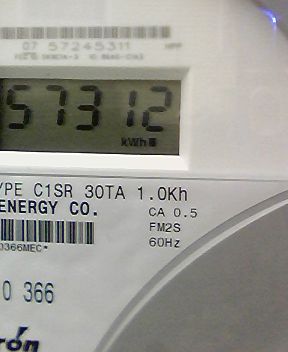 07 57245311
57312
kWh
YPE C1SR 30TA 1.0Kh
ENERGY CO.
CA 0.5
FM2S
60Hz
0366MEC*
0 366
rón